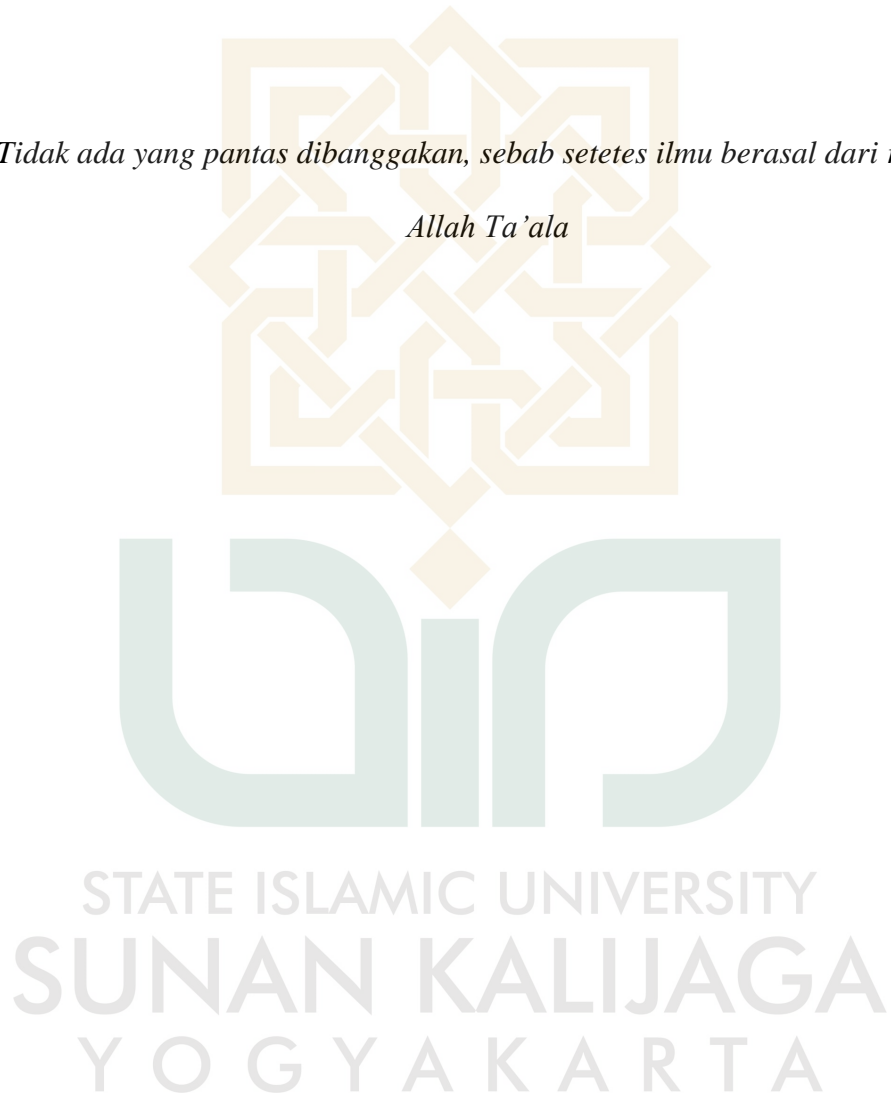 Tidak ada yang pantas dibanggakan, sebab setetes ilmu berasal dari
Allah Ta’ala
STATE ISLAMIC UNIVERSITY
SUNAN KALIJAGA
YOGYAKARTA